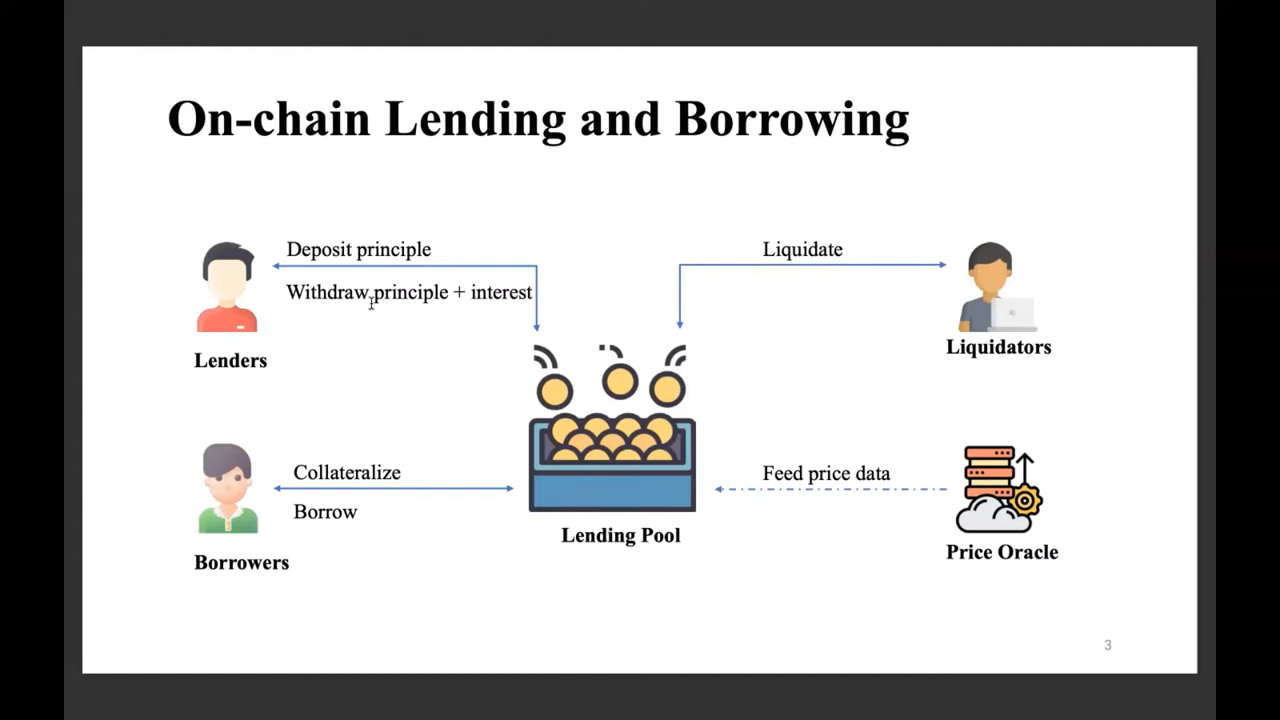 On-chain Lending and Borrowing
Deposit principle
Withdraw principle + interest
Lenders
Liquidate
Liquidators
Collateralize
Borrow
Borrowers
Lending Pool
Feed price data
Price Oracle
3